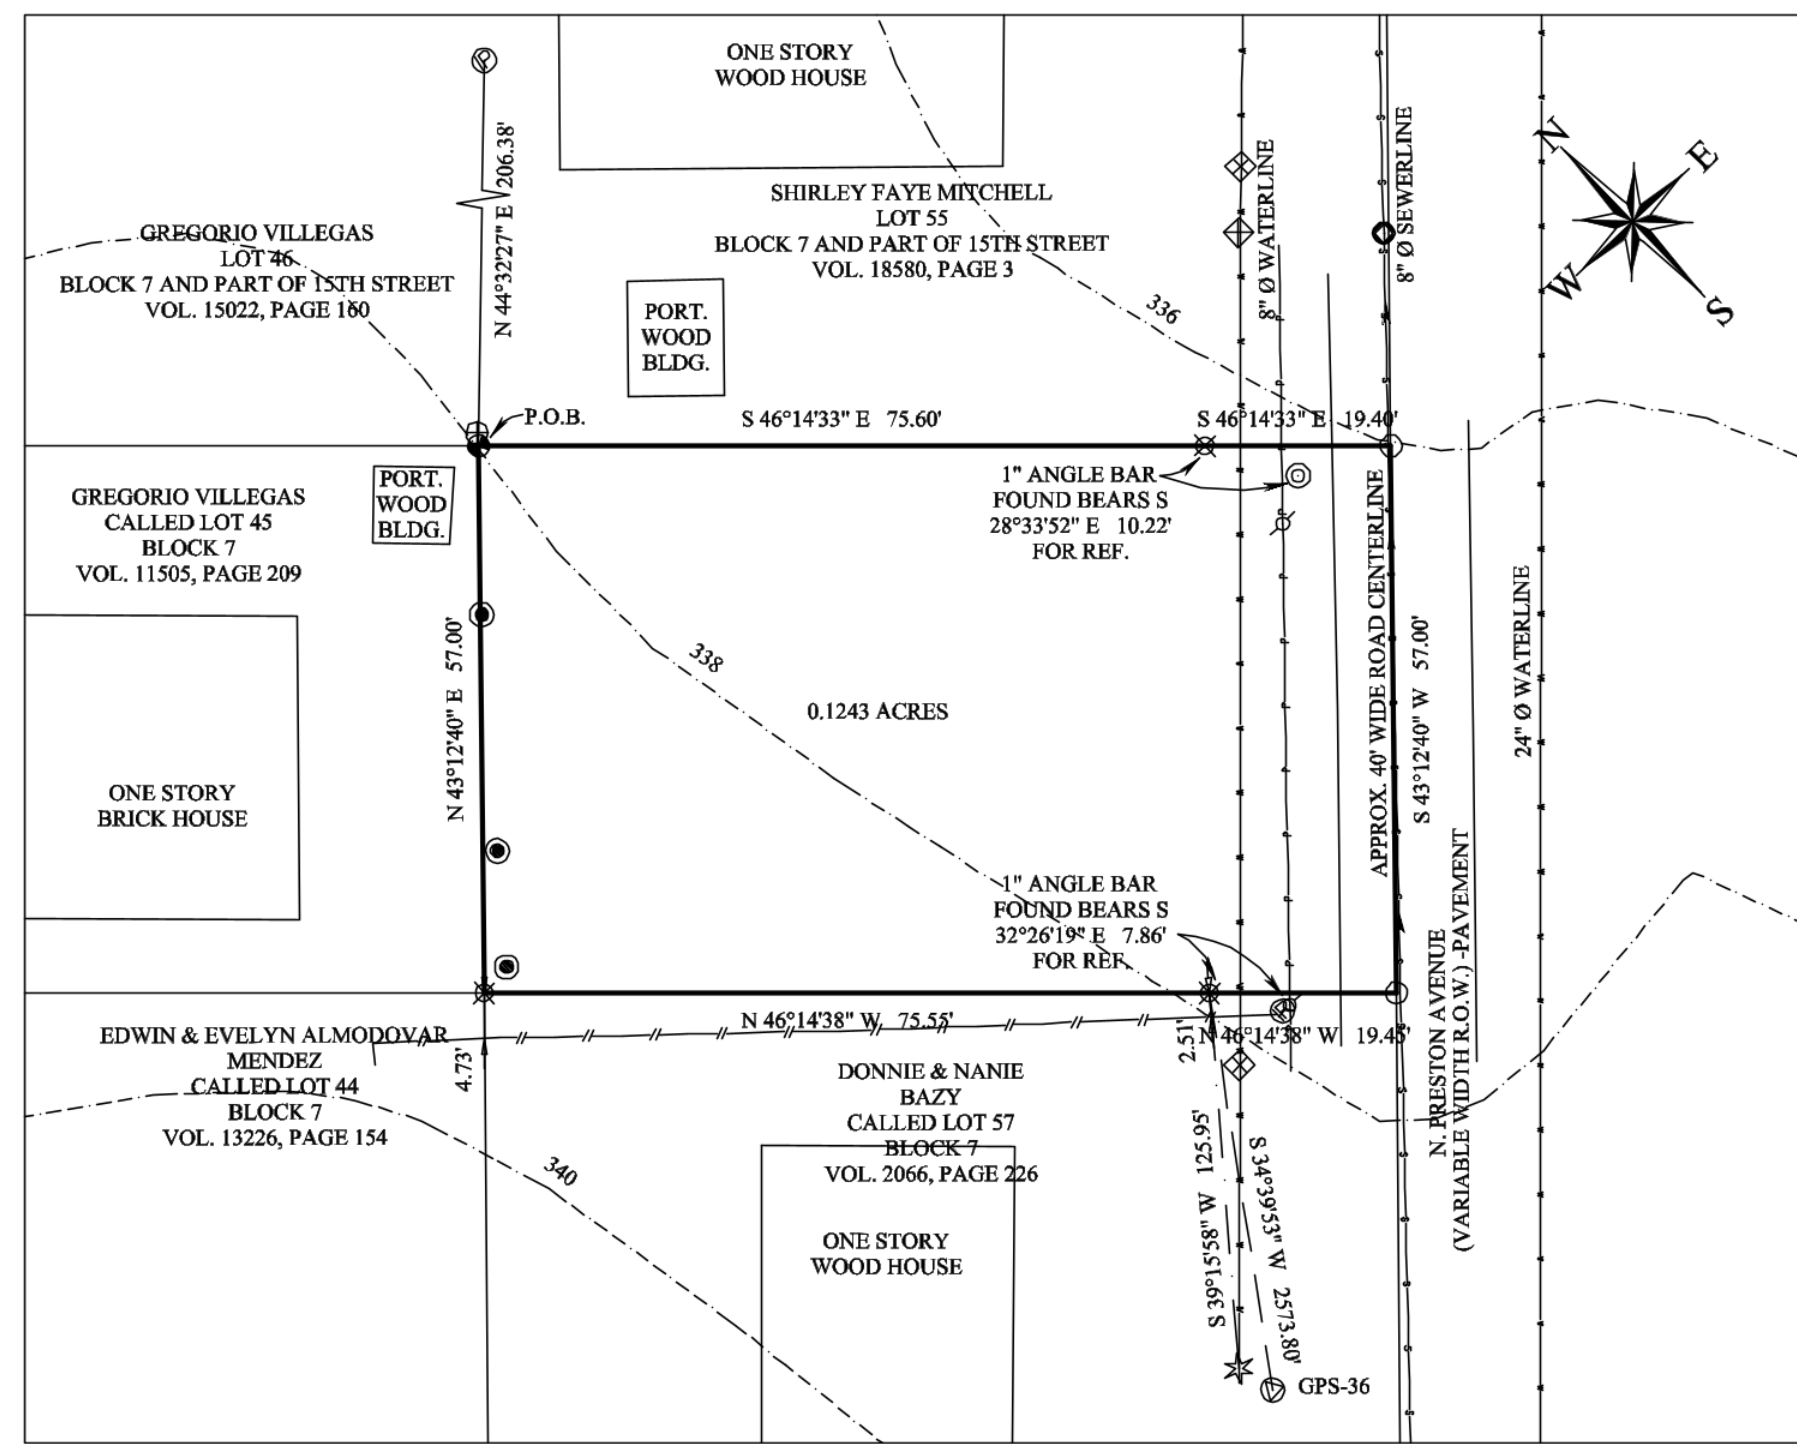 ONE STORY
WOOD HOUSE
N 44°32'27" E 206.38'
8" Ø WATERLINE
8" Ø SEWERLINE
N
E
W
S
SHIRLEY FAYE MITCHELL
LOT 55
BLOCK 7 AND PART OF 15TH STREET
VOL. 18580, PAGE 3
GREGORIO VILLEGAS
LOT 46
BLOCK 7 AND PART OF 15TH STREET
VOL. 15022, PAGE 160
PORT.
WOOD
BLDG.
336
P.O.B.
S 46°14'33" E 75.60'
S 46°14'33" E 19.40'
PORT.
WOOD
BLDG.
GREGORIO VILLEGAS
CALLED LOT 45
BLOCK 7
VOL. 11505, PAGE 209
1" ANGLE BAR
FOUND BEARS S
28°33'52" E 10.22'
FOR REF.
APPROX. 40' WIDE ROAD CENTERLINE
S 43°12'40" W 57.00'
24" Ø WATERLINE
N 43°12'40" E 57.00'
338
0.1243 ACRES
ONE STORY
BRICK HOUSE
1" ANGLE BAR
FOUND BEARS S
32°26'19" E 7.86'
FOR REF.
N. PRESTON AVENUE
(VARIABLE WIDTH R.O.W.) -PAVEMENT
N 46°14'38" W 75.55'
N 46°14'38" W 19.45'
4.73'
2.51'
EDWIN & EVELYN ALMODOVAR
MENDEZ
CALLED LOT 44
BLOCK 7
VOL. 13226, PAGE 154
DONNIE & NANIE
BAZY
CALLED LOT 57
BLOCK 7
VOL. 2066, PAGE 226
340
ONE STORY
WOOD HOUSE
S 39°15'58" W 125.95'
S 34°39'53" W 2573.80'
GPS-36